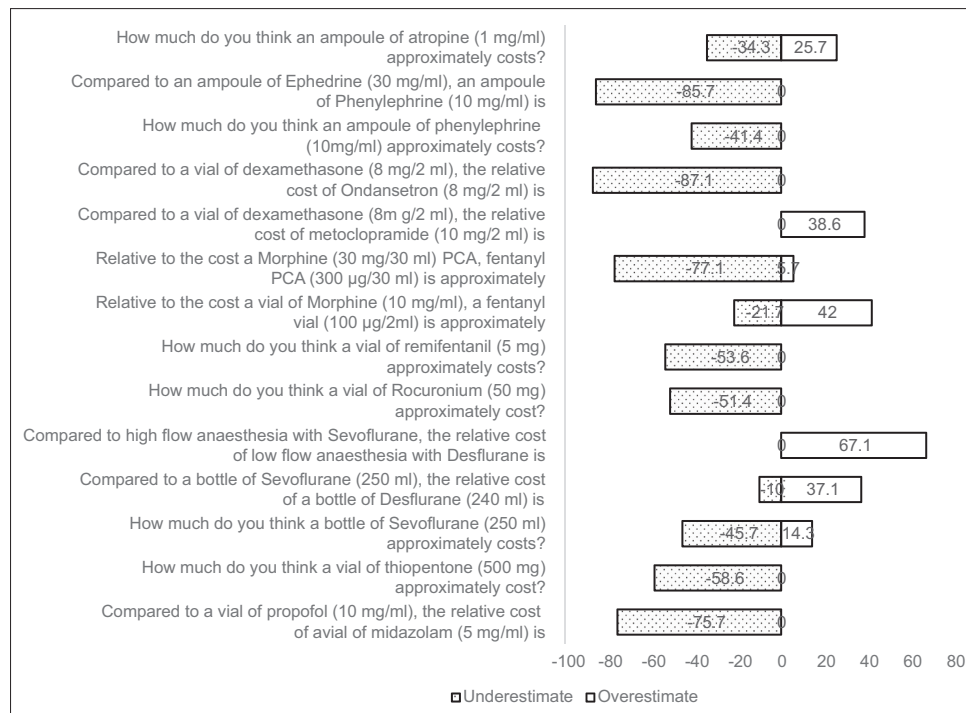 How much do you think an ampoule of atropine (1 mg/ml)
approximately costs?
-34.3 25.7
Compared to an ampoule of Ephedrine (30 mg/ml), an ampoule
of Phenylephrine (10 mg/ml) is
-85.7 0
How much do you think an ampoule of phenylephrine
(10mg/ml) approximately costs?
-41.4 0
Compared to a vial of dexamethasone (8 mg/2 ml), the relative
cost of Ondansetron (8 mg/2 ml) is
-87.1 0
Compared to a vial of dexamethasone (8m g/2 ml), the relative
cost of metoclopramide (10 mg/2 ml) is
0 38.6
Relative to the cost a Morphine (30 mg/30 ml) PCA, fentanyl
PCA (300 µg/30 ml) is approximately
-77.1 5.7
Relative to the cost a vial of Morphine (10 mg/ml), a fentanyl
vial (100 µg/2ml) is approximately
-21.7 42
How much do you think a vial of remifentanil (5 mg)
approximately costs?
-53.6 0
How much do you think a vial of Rocuronium (50 mg)
approximately cost?
-51.4 0
Compared to high flow anaesthesia with Sevoflurane, the relative cost
of low flow anaesthesia with Desflurane is
0 67.1
Compared to a bottle of Sevoflurane (250 ml), the relative cost
of a bottle of Desflurane (240 ml) is
-10 37.1
How much do you think a bottle of Sevoflurane (250 ml)
approximately costs?
-45.7 14.3
How much do you think a vial of thiopentone (500 mg)
approximately cost?
-58.6 0
Compared to a vial of propofol (10 mg/ml), the relative cost
of avial of midazolam (5 mg/ml) is
-75.7 0
-100 -80 -60 -40 -20 0 20 40 60 80
Underestimate Overestimate